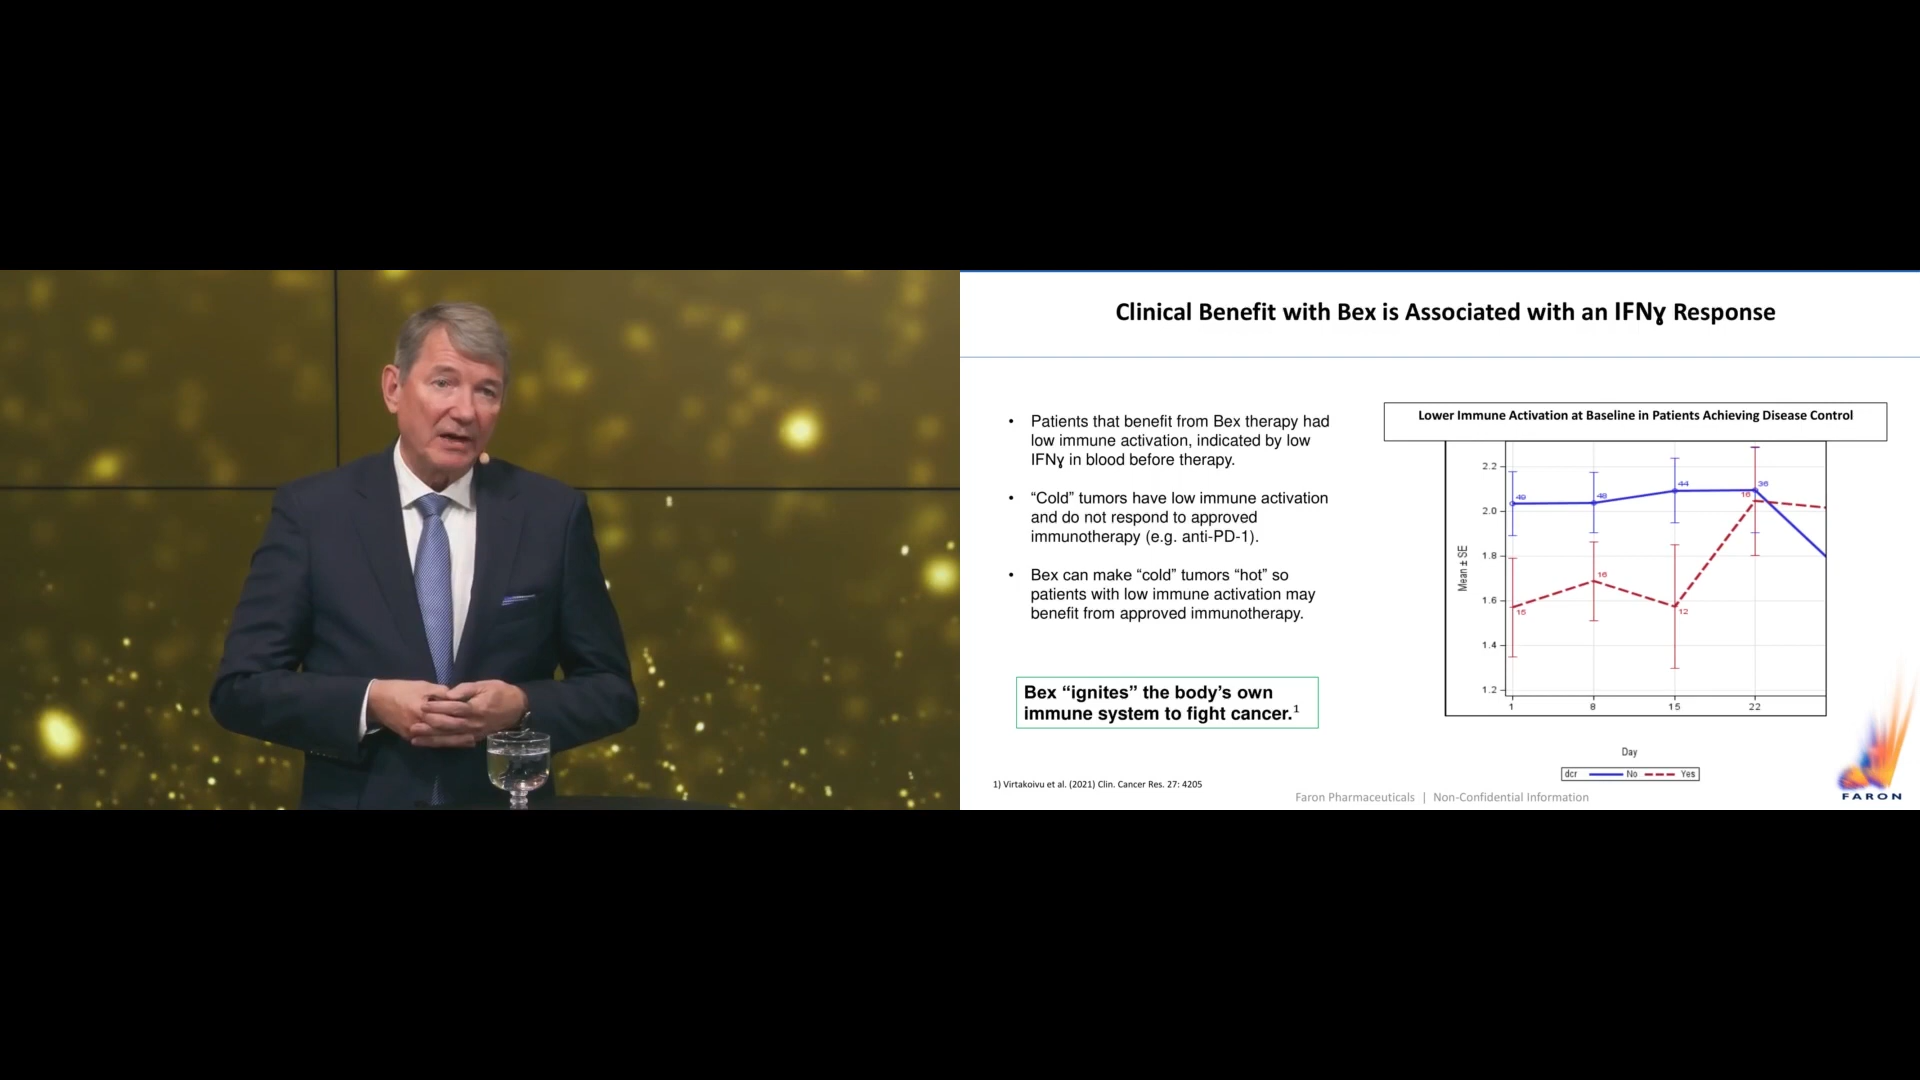 Clinical Benefit with Bex is Associated with an IFNɣ Response
• Patients that benefit from Bex therapy had
low immune activation, indicated by low
IFNɣ in blood before therapy.
• “Cold” tumors have low immune activation
and do not respond to approved
immunotherapy (e.g. anti-PD-1).
• Bex can make “cold” tumors “hot” so
patients with low immune activation may
benefit from approved immunotherapy.
Bex “ignites” the body’s own
immune system to fight cancer.¹
1) Virtakoivu et al. (2021) Clin. Cancer Res. 27: 4205
Lower Immune Activation at Baseline in Patients Achieving Disease Control
Mean ± SE
2.2
2.0
1.8
1.6
1.4
1.2
49
48
44
36
15
16
12
16
1 8 15 22
Day
dcr No Yes
Faron Pharmaceuticals | Non-Confidential Information
FARON